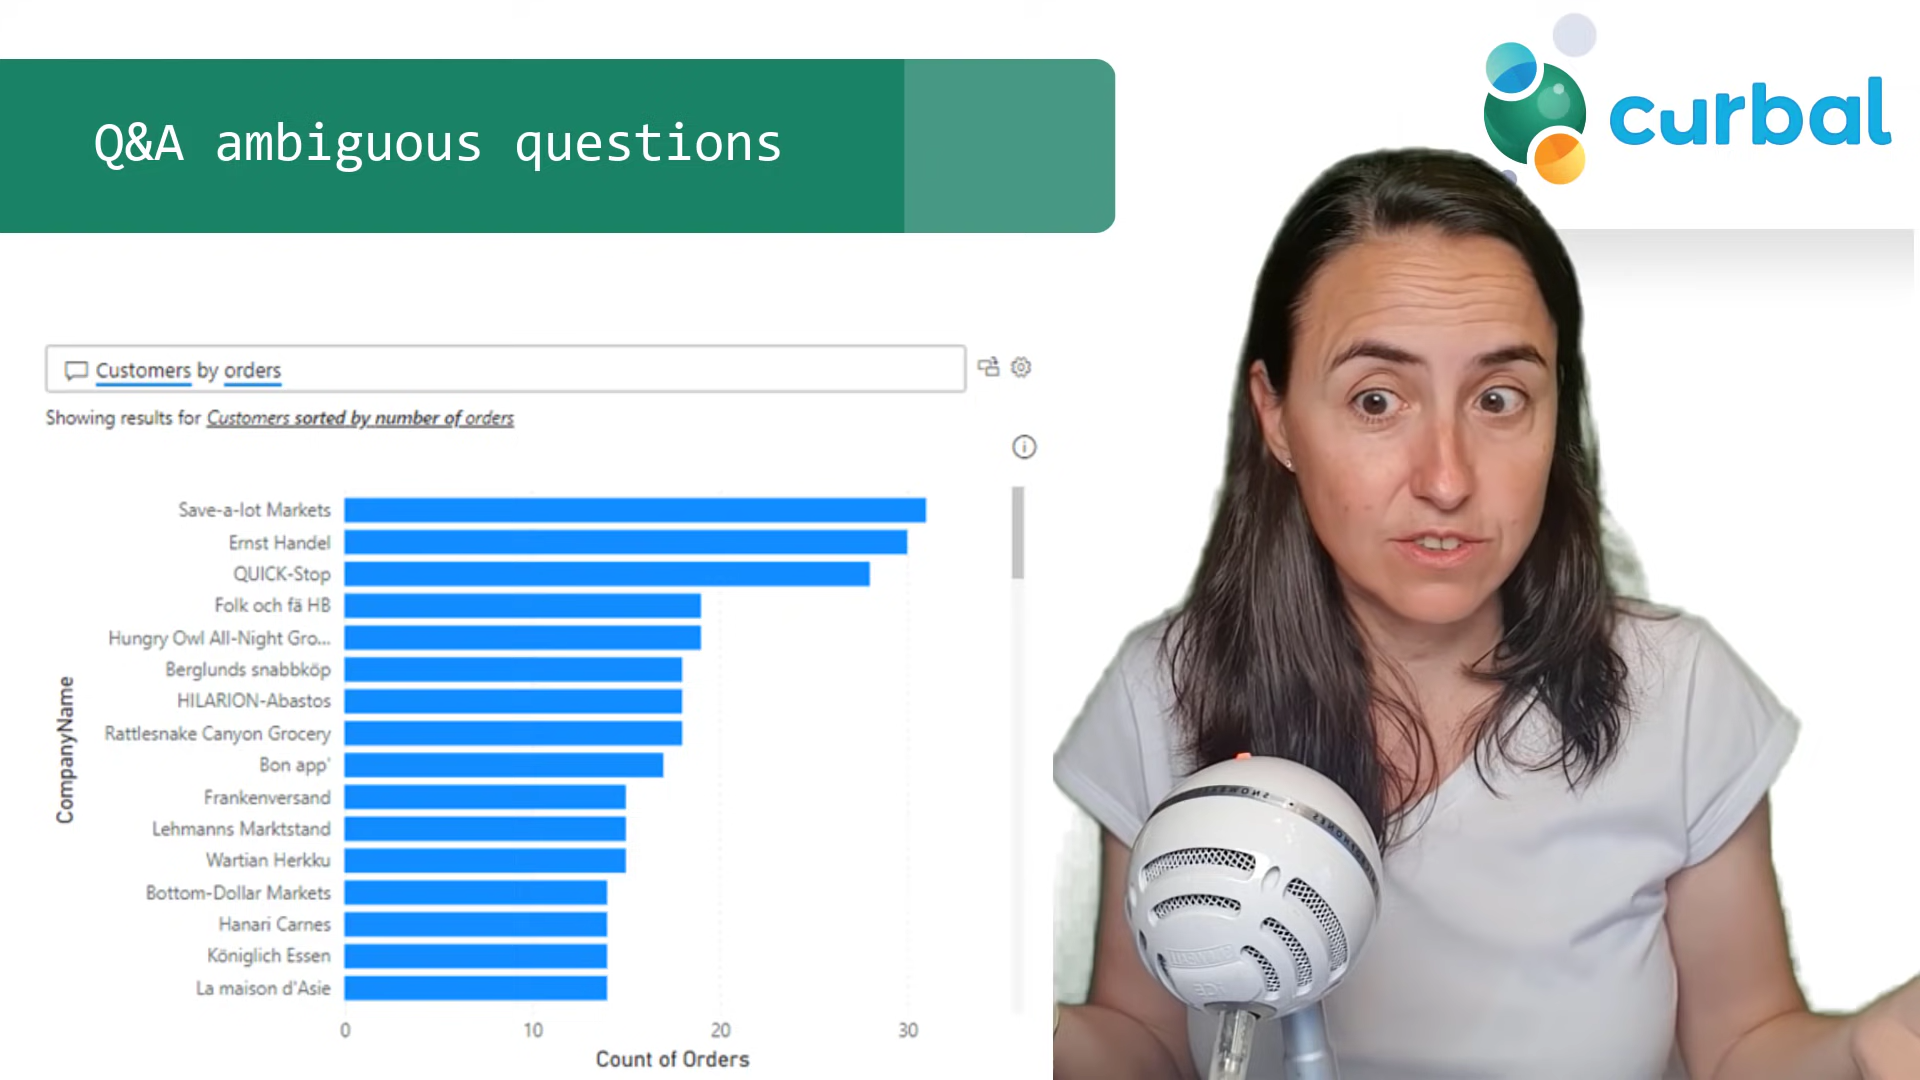 curbal
Q&A ambiguous questions
Customers by orders
Showing results for Customers sorted by number of orders
Save-a-lot Markets
Ernst Handel
QUICK-Stop
Folk och fä HB
Hungry Owl All-Night Gro...
Berglunds snabbköp
HILARION-Abastos
Rattlesnake Canyon Grocery
Bon app'
Frankenversand
Lehmanns Marktstand
Wartian Herkku
Bottom-Dollar Markets
Hanari Carnes
Königlich Essen
La maison d'Asie
CompanyName
0 10 20 30
Count of Orders